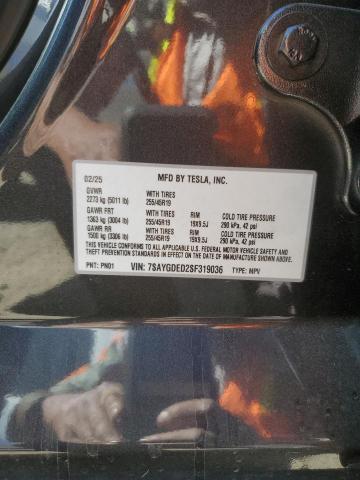 02/25 MFD BY TESLA, INC.
GVWR WITH TIRES
2273 kg (5011 lb) 255/45R19
GAWR FRT WITH TIRES RIM COLD TIRE PRESSURE
1363 kg (3004 lb) 255/45R19 19X9.5J 290 kPa, 42 psi
GAWR RR WITH TIRES RIM COLD TIRE PRESSURE
1500 kg (3306 lb) 255/45R19 19X9.5J 290 kPa, 42 psi
THIS VEHICLE CONFORMS TO ALL APPLICABLE FEDERAL MOTOR VEHICLE SAFETY AND
THEFT PREVENTION STANDARDS IN EFFECT ON THE DATE OF MANUFACTURE SHOWN ABOVE.
PNT: PN01 VIN: 7SAYGDED2SF319036 TYPE: MPV